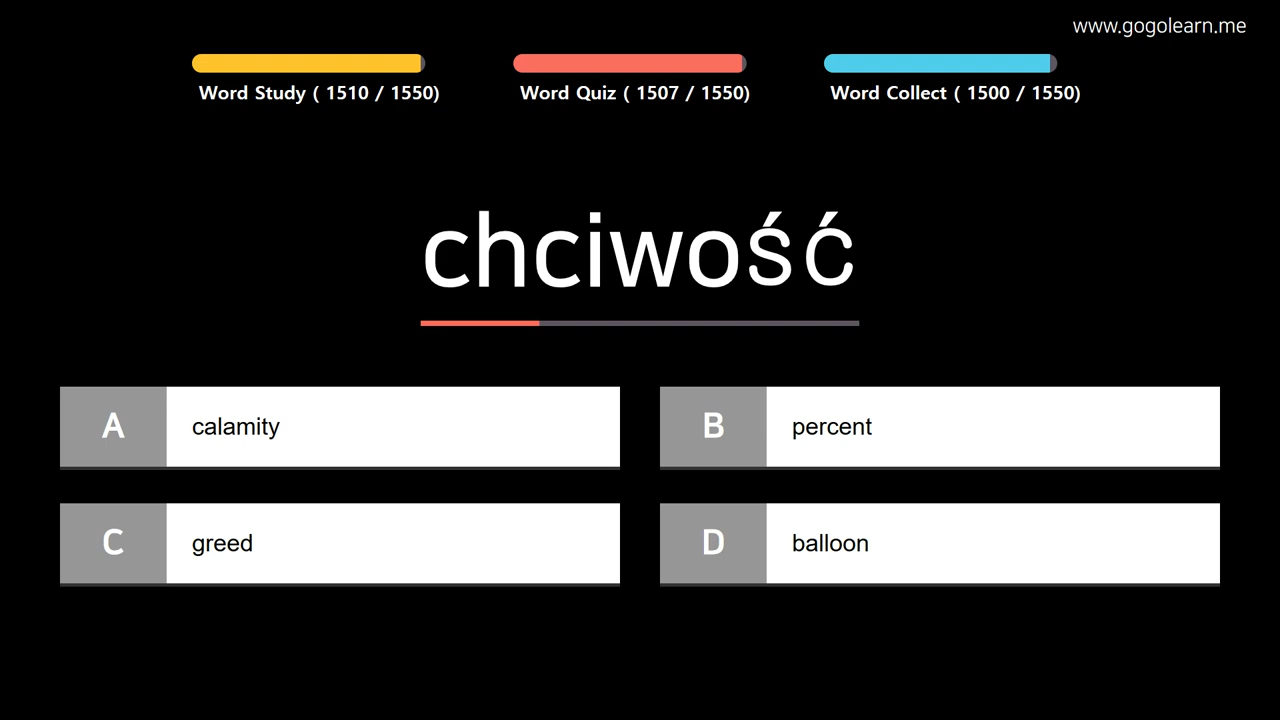 www.gogolearn.me
Word Study ( 1510 / 1550)
Word Quiz ( 1507 / 1550)
Word Collect ( 1500 / 1550)
chciwość
A calamity
B percent
C greed
D balloon